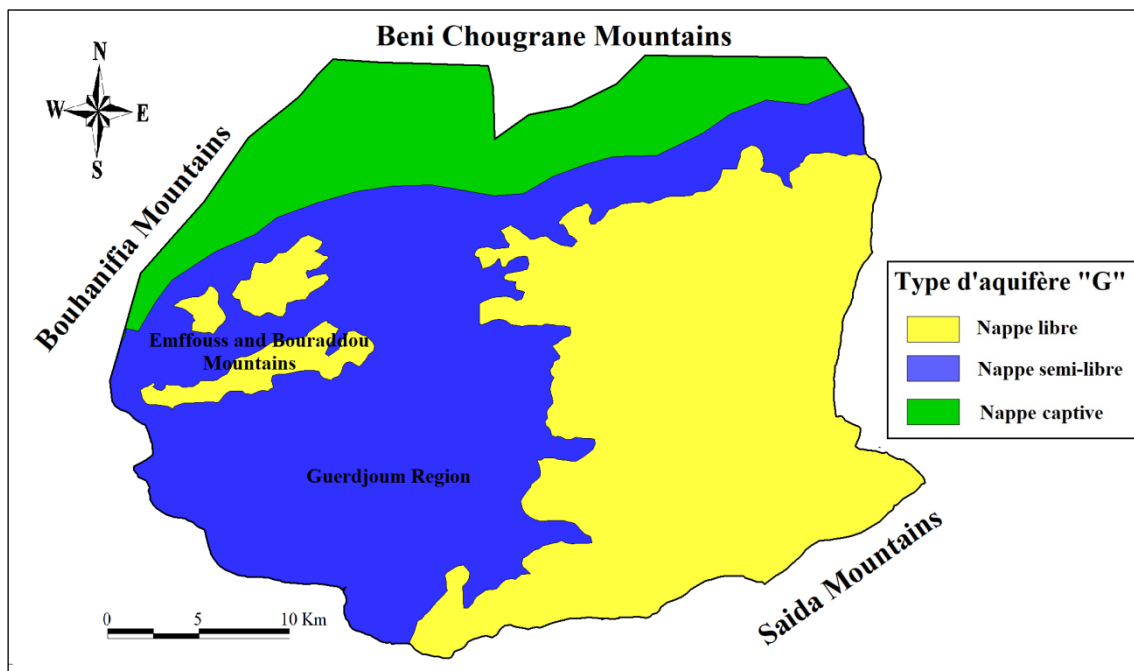 Beni Chougrane Mountains
N
W E
S
Bouhanifia Mountains
Type d'aquifère "G"
Nappe libre
Nappe semi-libre
Nappe captive
Emffouss and Bouraddou
Mountains
Guerdjoum Region
Saida Mountains
0 5 10 Km